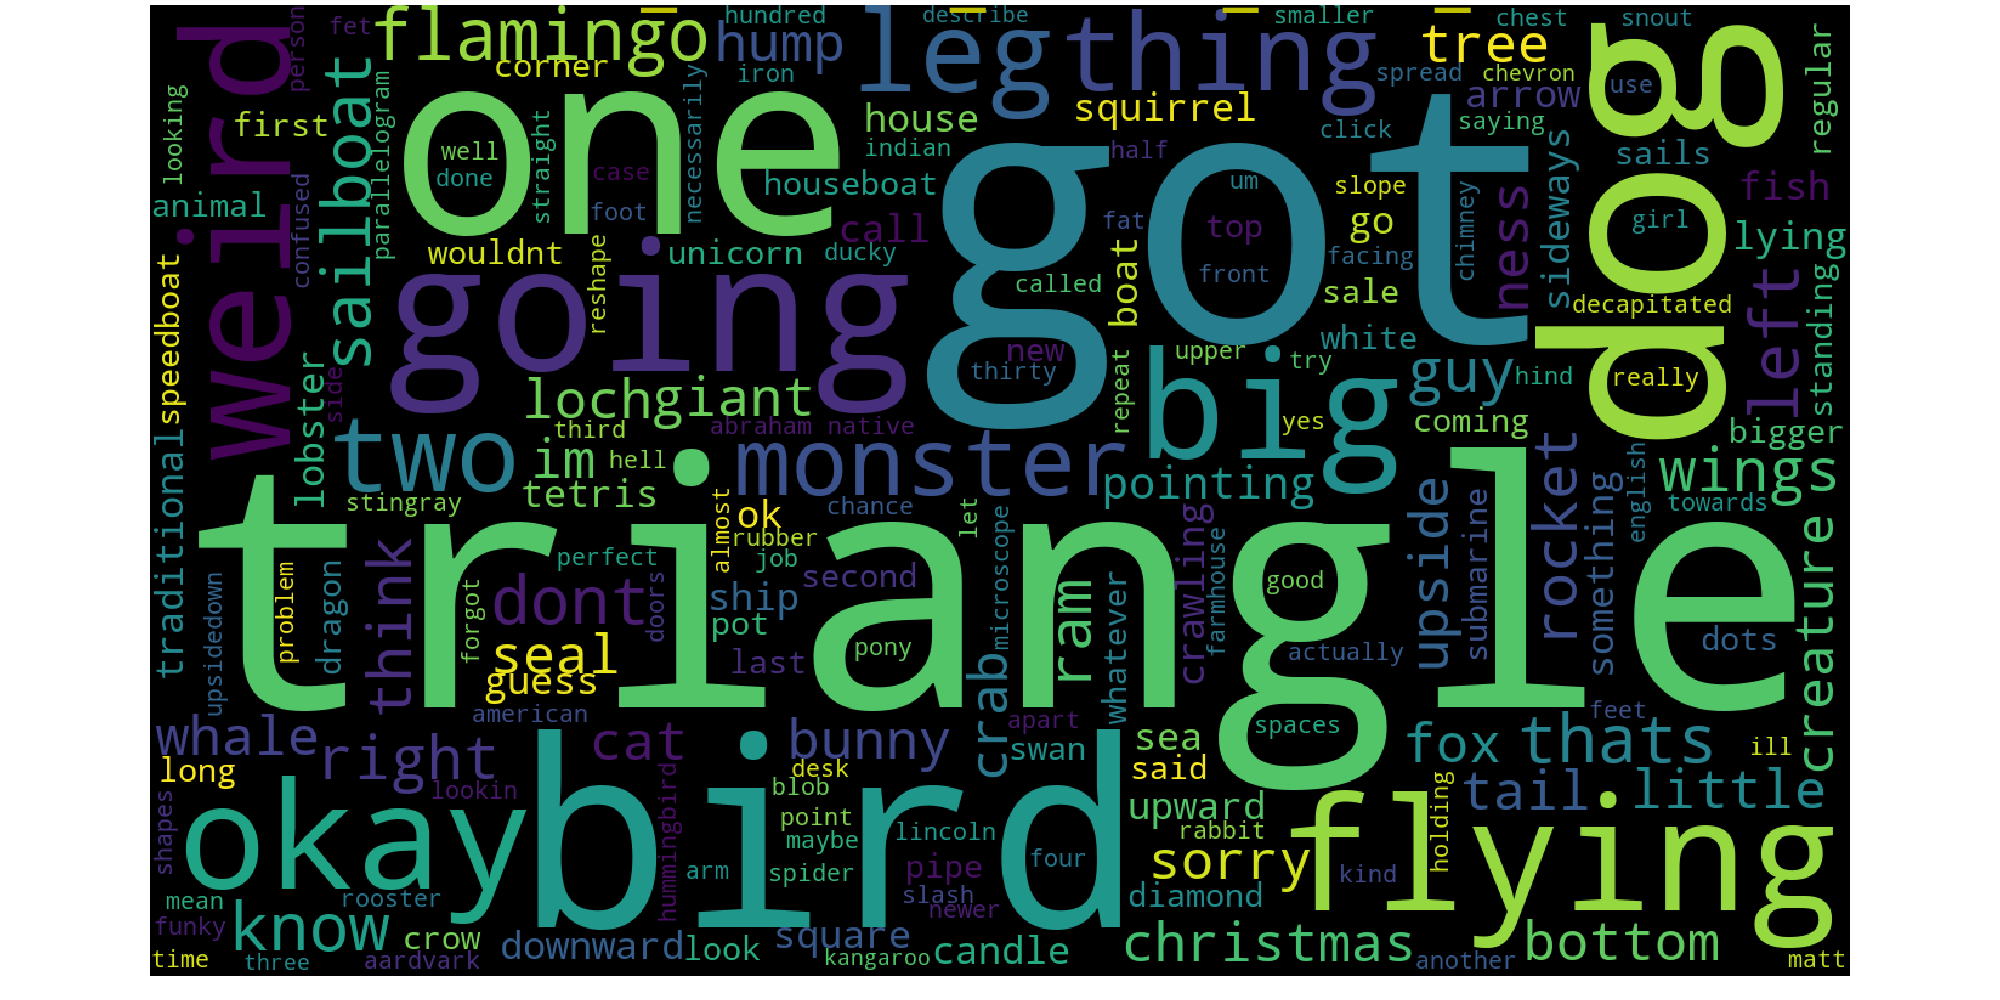 person
fet
flamingo
hundred
hump
describe
leg
thing
smaller
tree
chest
snout
dog
regular
weird
looking
first
sailboat
corner
parallelogram
one
iron
necessarily
house
squirrel
spread
chevron
arrow
use
got
well
done
straight
case
foot
indian
houseboat
half
click
saying
sideways
sails
fish
animal
confused
wouldnt
going
reshape
unicorn
call
ducky
fat
um
top
front
slope
go
facing
chimney
ness
girl
lying
speedboat
called
boat
sale
decapitated
left
standing
lobster
side
new
thirty
upper
repeat
big
try
white
guy
hind
really
bigger
two
loch
giant
third
abraham
native
yes
coming
traditional
im
hell
monster
pointing
wings
english
towards
stingray
tetris
almost
ok
chance
let
microscope
upside
submarine
rocket
something
creature
triangle
upsidedown
problem
dragon
think
forgot
perfect
dont
doors
rubber
job
second
ship
pot
ram
whatever
crawling
farmhouse
good
dots
seal
guess
last
pony
crab
actually
american
apart
spaces
feet
whale
right
cat
bunny
swan
sea
said
fox
thats
ill
long
lookin
bird
desk
blob
upward
tail
little
shapes
okay
hummingbird
point
maybe
lincoln
rabbit
flying
holding
arm
spider
pipe
four
sorry
kind
mean
rooster
slash
newer
diamond
funky
know
crow
downward
look
square
candle
christmas
bottom
time
three
aardvark
kangaroo
another
matt